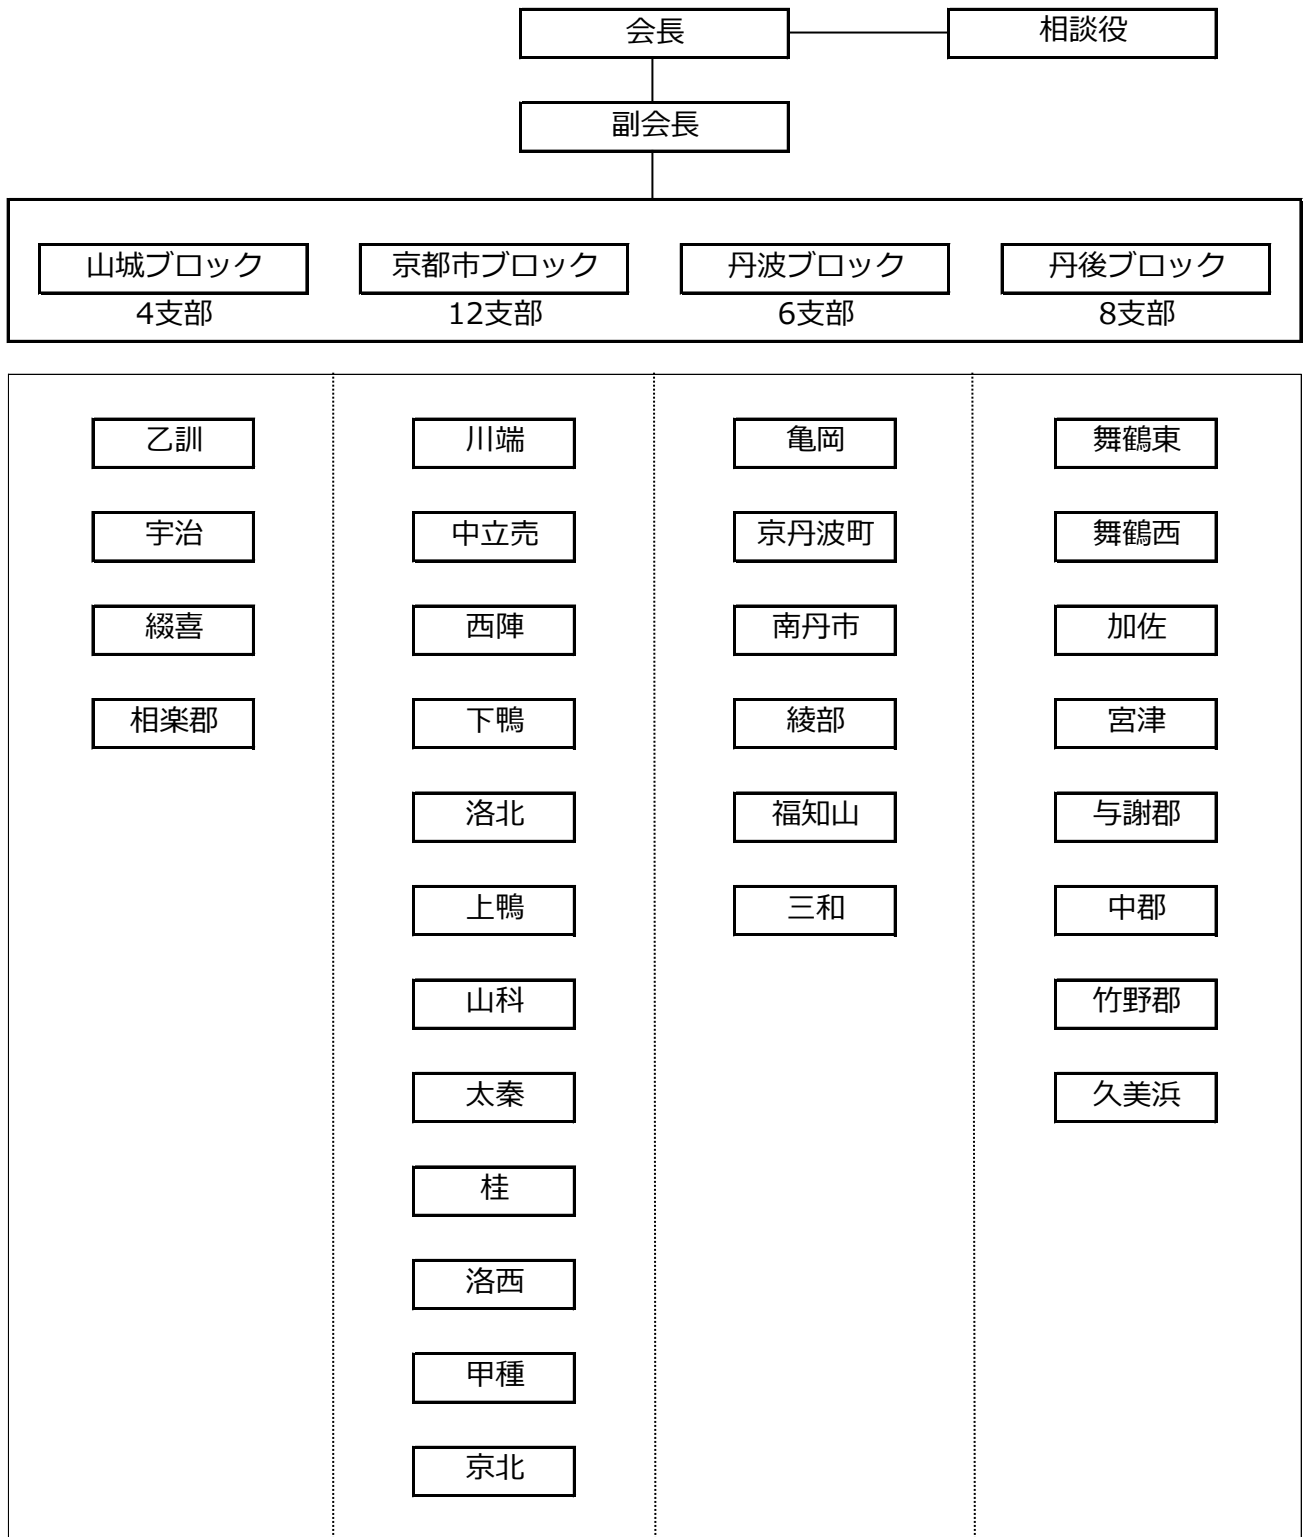 会長
相談役
副会長
山城ブロック
京都市ブロック
丹波ブロック
丹後ブロック
4支部
12支部
6支部
8支部
乙訓
川端
亀岡
舞鶴東
宇治
中立売
京丹波町
舞鶴西
綴喜
西陣
南丹市
加佐
相楽郡
下鴨
綾部
宮津
洛北
福知山
与謝郡
上鴨
三和
中郡
山科
竹野郡
太秦
久美浜
桂
洛西
甲種
京北